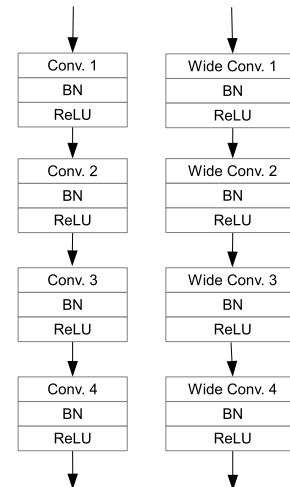 Conv. 1
BN
ReLU
Conv. 2
BN
ReLU
Conv. 3
BN
ReLU
Conv. 4
BN
ReLU
Wide Conv. 1
BN
ReLU
Wide Conv. 2
BN
ReLU
Wide Conv. 3
BN
ReLU
Wide Conv. 4
BN
ReLU